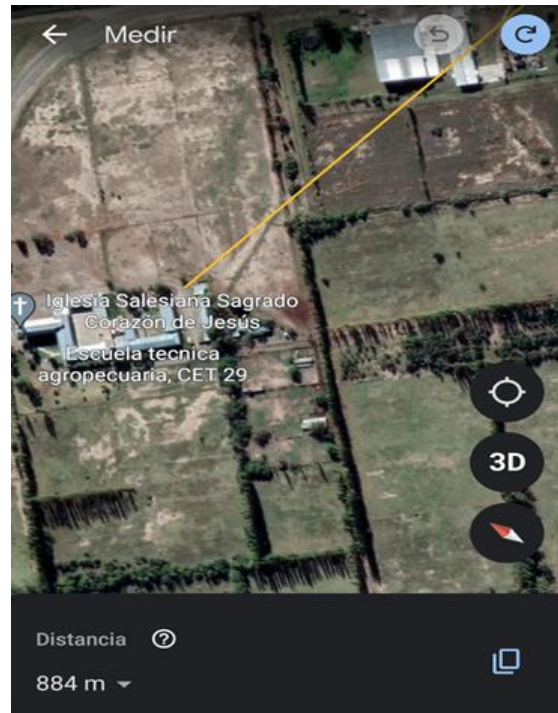 Medir
Iglesia Salesiana Sagrado
Corazón de Jesús
Escuela tecnica
agropecuaria, CET 29
3D
Distancia
884 m